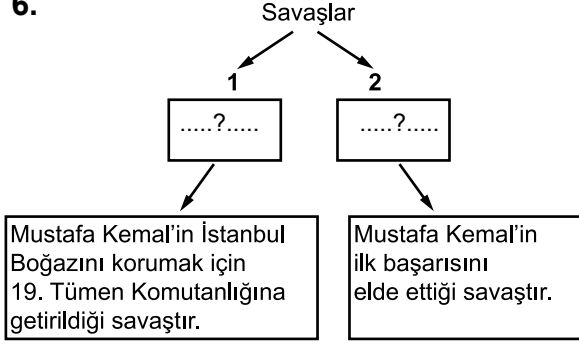 6.
Savaşlar
1
2
.....?.....
.....?.....
Mustafa Kemal'in İstanbul
Boğazını korumak için
19. Tümen Komutanlığına
getirildiği savaştır.
Mustafa Kemal'in
ilk başarısını
elde ettiği savaştır.